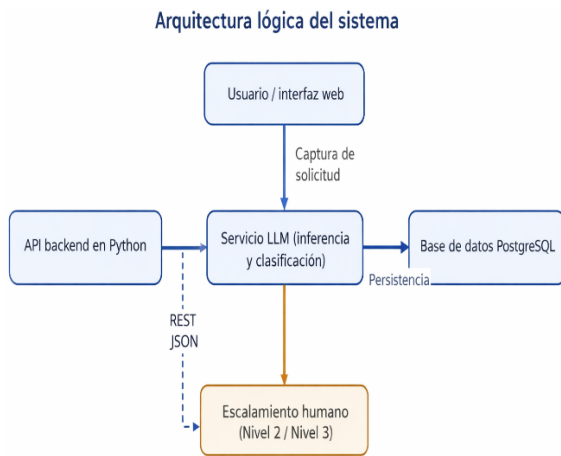 Arquitectura lógica del sistema
Usuario / interfaz web
Captura de
solicitud
API backend en Python
Servicio LLM (inferencia
y clasificación)
Base de datos PostgreSQL
Persistencia
REST
JSON
Escalamiento humano
(Nivel 2 / Nivel 3)